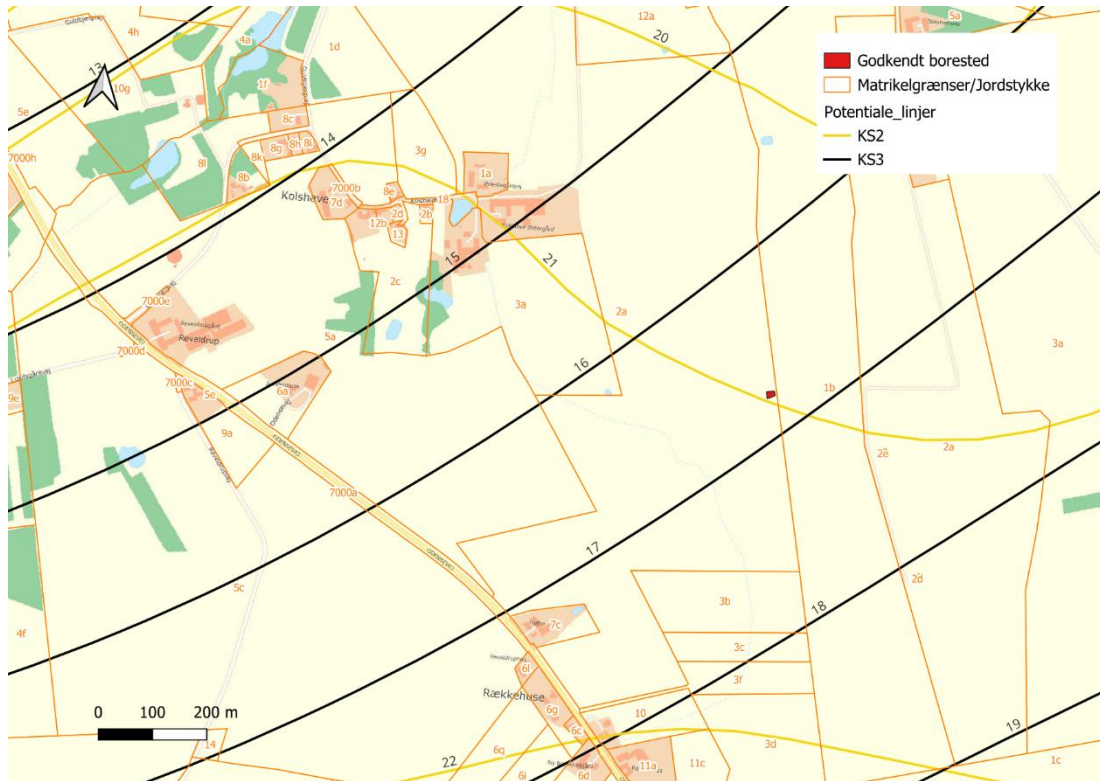 Godkendt borested
Matrikelgrænser/Jordstykke
Potentiale_linjer
KS2
KS3
4h
4a
1d
12a
20
5a
13
10g
1f
5e
8c
14
7000h
8g
8h
8i
3g
8l
8k
8b
1a
7000b
8e
18
Kolshave
7d
2d
2b
12b
13
15
21
2c
3a
2a
7000e
5a
16
3a
Reveldrup
7000d
1b
7000c
5e
6a
9e
9a
2a
2e
7000a
17
2d
5c
3b
18
4f
7c
3c
6l
3f
Rækkehuse
6g
10
6c
19
0 100 200 m
14
22
6q
3d
1c
6i
6d
11a
11c